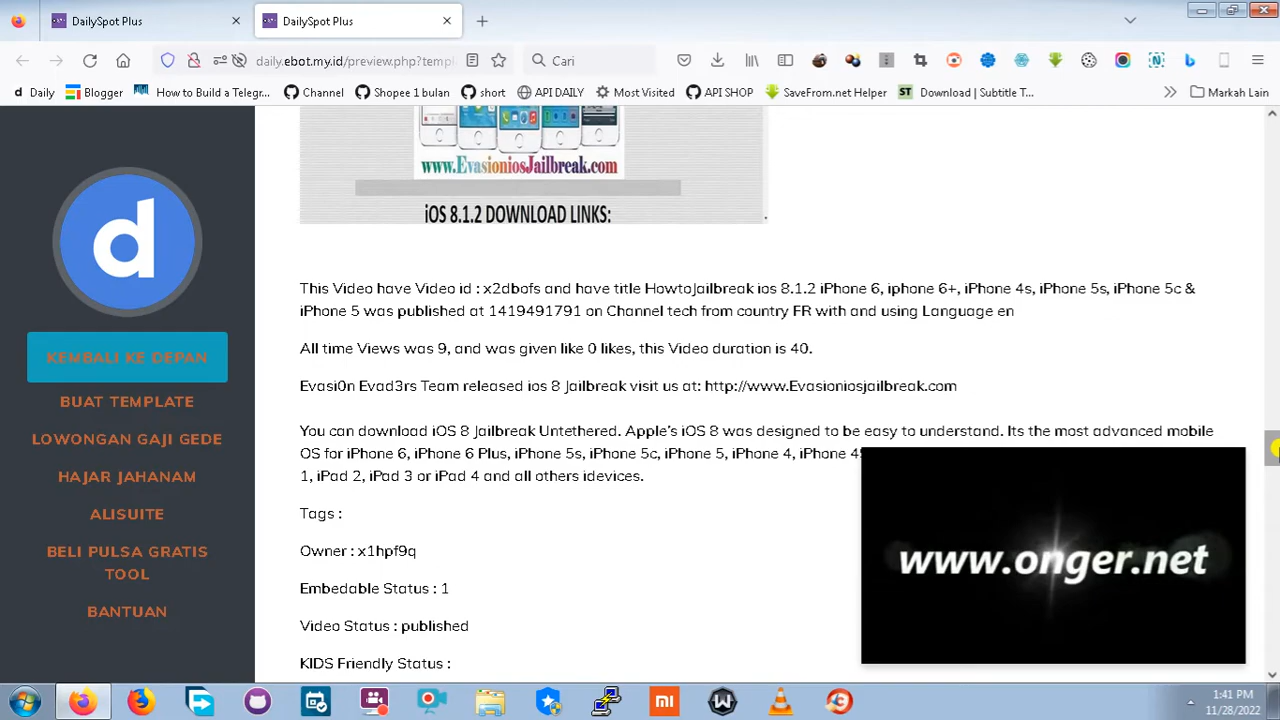 DailySpot Plus
DailySpot Plus
dailyspot.my.id/preview.php?templ
Cari
Daily
Blogger
How to Build a Telegr...
Channel
Shopee 1 bulan
short
API DAILY
Most Visited
API SHOP
SaveFrom.net Helper
Download | Subtitle T...
Markah Lain
www.EvasioniosJailbreak.com
iOS 8.1.2 DOWNLOAD LINKS:
d
KEMBALI KE DEPAN
BUAT TEMPLATE
LOWONGAN GAJI GEDE
HAJAR JAHANAM
ALISUITE
BELI PULSA GRATIS
TOOL
BANTUAN
This Video have Video id : x2dbofs and have title HowtoJailbreak ios 8.1.2 iPhone 6, iphone 6+, iPhone 4s, iPhone 5s, iPhone 5c &
iPhone 5 was published at 1419491791 on Channel tech from country FR with and using Language en
All time Views was 9, and was given like 0 likes, this Video duration is 40.
Evasi0n Evad3rs Team released ios 8 Jailbreak visit us at: http://www.Evasioniosjailbreak.com
You can download iOS 8 Jailbreak Untethered. Apple's iOS 8 was designed to be easy to understand. Its the most advanced mobile
OS for iPhone 6, iPhone 6 Plus, iPhone 5s, iPhone 5c, iPhone 5, iPhone 4, iPhone 4S
1, iPad 2, iPad 3 or iPad 4 and all others idevices.
Tags :
Owner : x1hpf9q
Embedable Status : 1
Video Status : published
KIDS Friendly Status :
www.onger.net
1:41 PM
11/28/2022